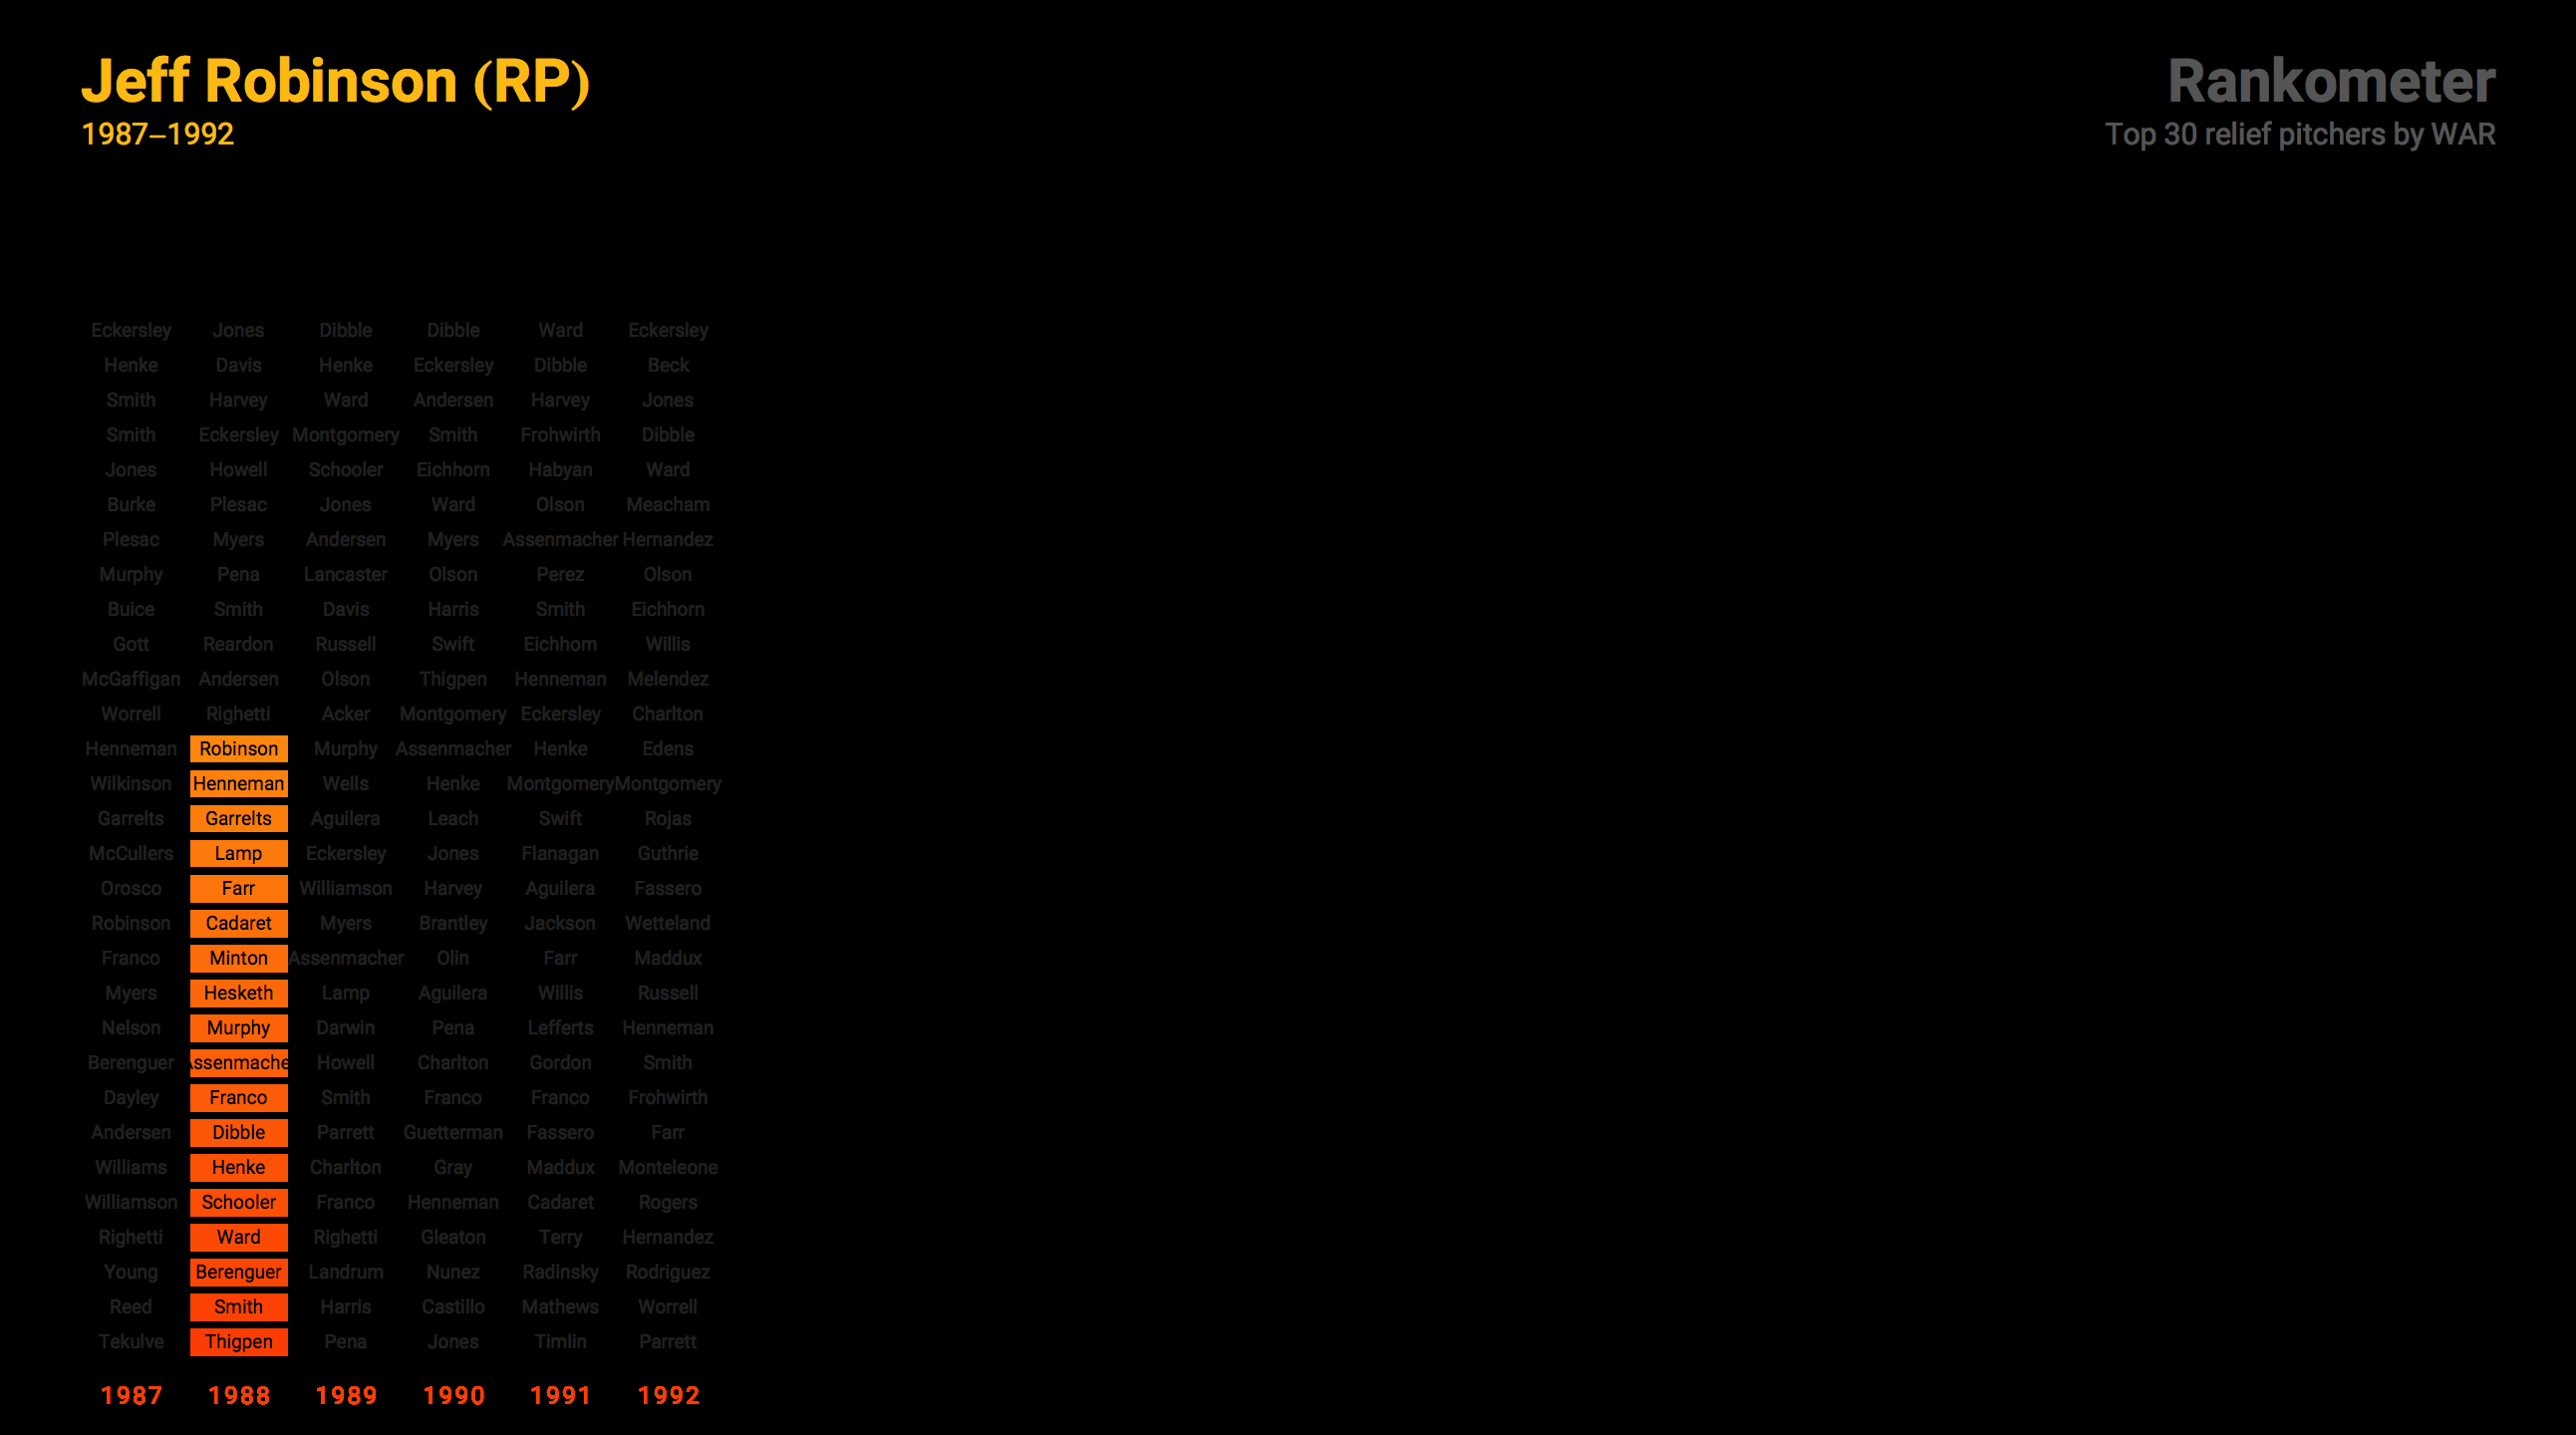 Jeff Robinson (RP)
1987–1992
Rankometer
Top 30 relief pitchers by WAR
Eckersley Jones Dibble Dibble Ward Eckersley
Henke Davis Henke Eckersley Dibble Beck
Smith Harvey Ward Andersen Harvey Jones
Smith Eckersley Montgomery Smith Frohwirth Dibble
Jones Howell Schooler Eichhorn Habyan Ward
Burke Plesac Jones Ward Olson Meacham
Plesac Myers Andersen Myers Assenmacher Hernandez
Murphy Pena Lancaster Olson Perez Olson
Buice Smith Davis Harris Smith Eichhorn
Gott Reardon Russell Swift Eichhorn Willis
McGaffigan Andersen Olson Thigpen Henneman Melendez
Worrell Righetti Acker Montgomery Eckersley Charlton
Henneman Robinson Murphy Assenmacher Henke Edens
Wilkinson Henneman Wells Henke Montgomery Montgomery
Garrelts Garrelts Aguilera Leach Swift Rojas
McCullers Lamp Eckersley Jones Flanagan Guthrie
Orosco Farr Williamson Harvey Aguilera Fassero
Robinson Cadaret Myers Brantley Jackson Wetteland
Franco Minton Assenmacher Olin Farr Maddux
Myers Hesketh Lamp Aguilera Willis Russell
Nelson Murphy Darwin Pena Lefferts Henneman
Berenguer Assenmache Howell Charlton Gordon Smith
Dayley Franco Smith Franco Franco Frohwirth
Andersen Dibble Parrett Guetterman Fassero Farr
Williams Henke Charlton Gray Maddux Monteleone
Williamson Schooler Franco Henneman Cadaret Rogers
Righetti Ward Righetti Gleaton Terry Hernandez
Young Berenguer Landrum Nunez Radinsky Rodriguez
Reed Smith Harris Castillo Mathews Worrell
Tekulve Thigpen Pena Jones Timlin Parrett
1987 1988 1989 1990 1991 1992